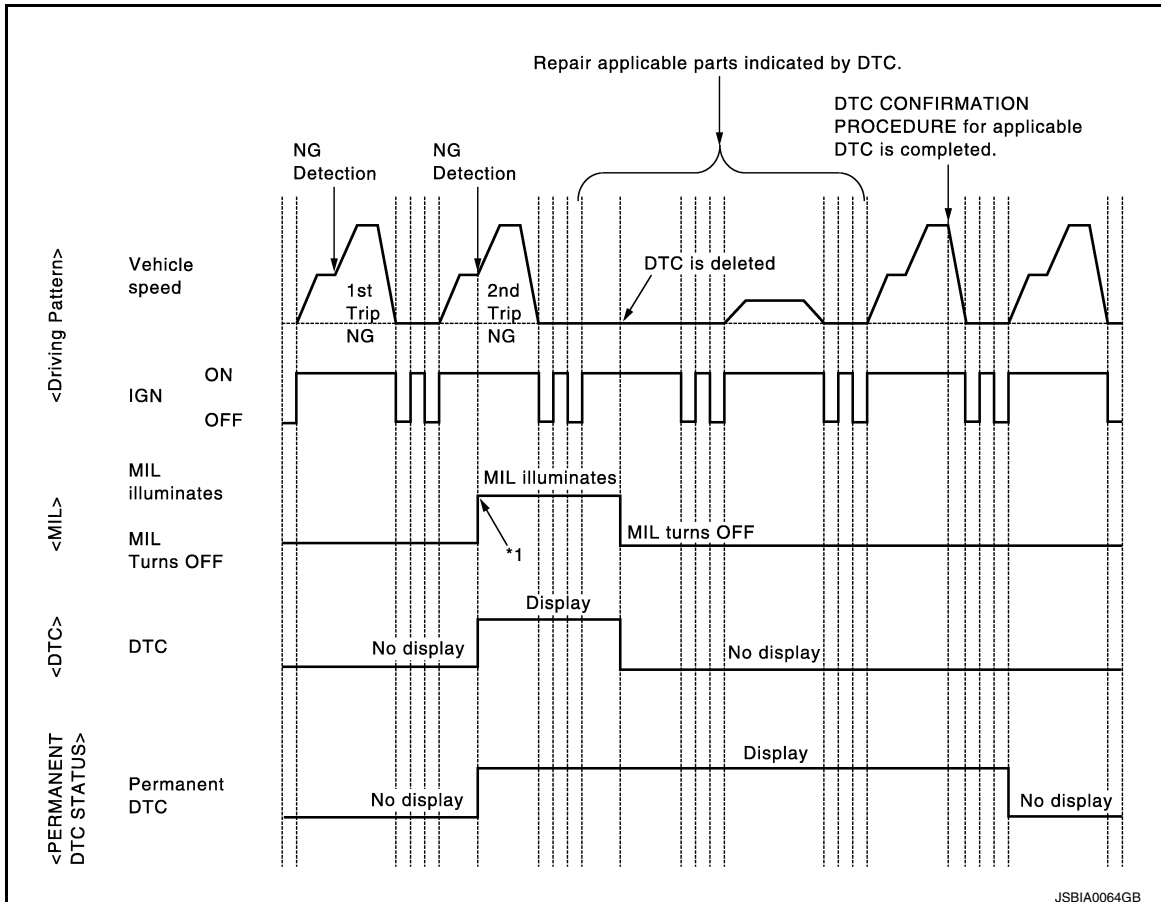 Repair applicable parts indicated by DTC.
DTC CONFIRMATION
PROCEDURE for applicable
DTC is completed.
NG
Detection
NG
Detection
<Driving Pattern>
Vehicle
speed
1st
Trip
NG
2nd
Trip
NG
DTC is deleted
IGN
ON
OFF
<MIL>
MIL
illuminates
MIL
Turns OFF
MIL illuminates
*1
MIL turns OFF
<DTC>
DTC
No display
Display
No display
<PERMANENT
DTC STATUS>
Permanent
DTC
No display
Display
No display
JSBIA0064GB